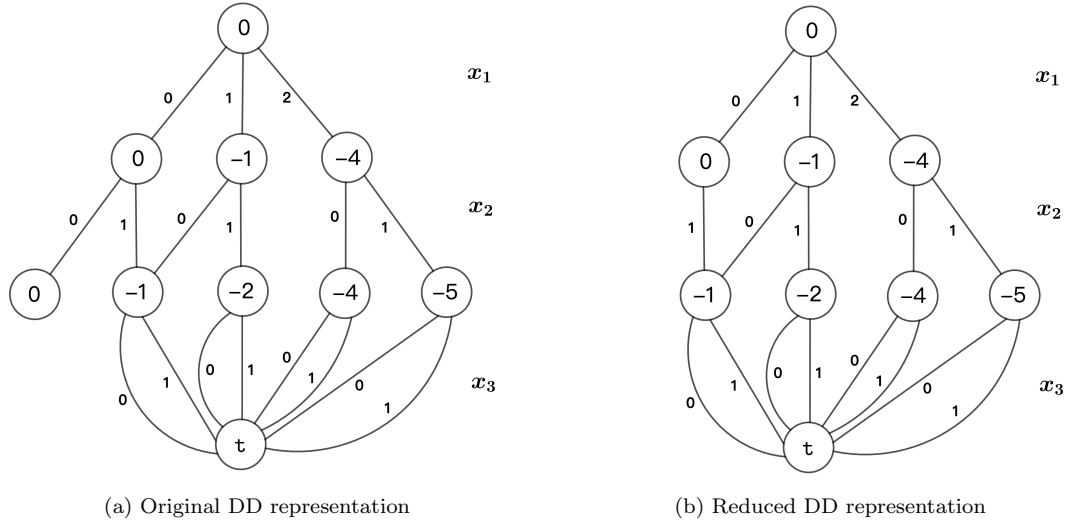 0 0
x₁ x₁
0 1 2 0 1 2
0 −1 −4 0 −1 −4
x₂ x₂
0 1 0 1 0 1 1 0 1 0 1
0 −1 −2 −4 −5 −1 −2 −4 −5
x₃ x₃
0 1 0 1 0 1 0 1 0 1 0 1 0 1 0 1
t t
(a) Original DD representation (b) Reduced DD representation